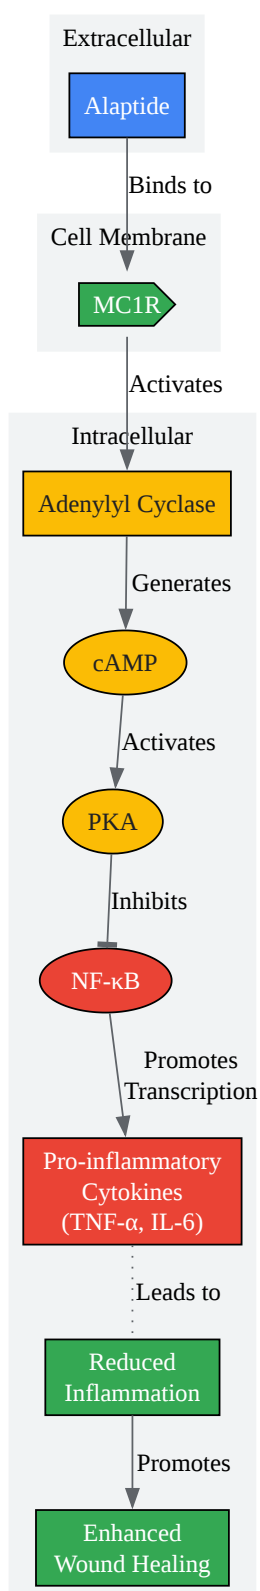 Extracellular
Alaptide
Binds to
Cell Membrane
MC1R
Activates
Intracellular
Adenylyl Cyclase
Generates
cAMP
Activates
PKA
Inhibits
NF-κB
Promotes
Transcription
Pro-inflammatory
Cytokines
(TNF-α, IL-6)
Leads to
Reduced
Inflammation
Promotes
Enhanced
Wound Healing